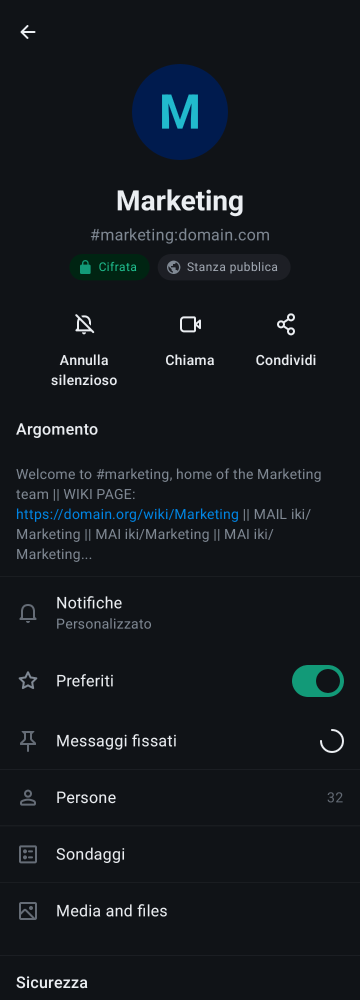 M
Marketing
#marketing:domain.com
Cifrata
Stanza pubblica
Annulla
silenzioso
Chiama
Condividi
Argomento
Welcome to #marketing, home of the Marketing
team || WIKI PAGE:
https://domain.org/wiki/Marketing || MAIL iki/
Marketing || MAI iki/Marketing || MAI iki/
Marketing...
Notifiche
Personalizzato
Preferiti
Messaggi fissati
Persone 32
Sondaggi
Media and files
Sicurezza